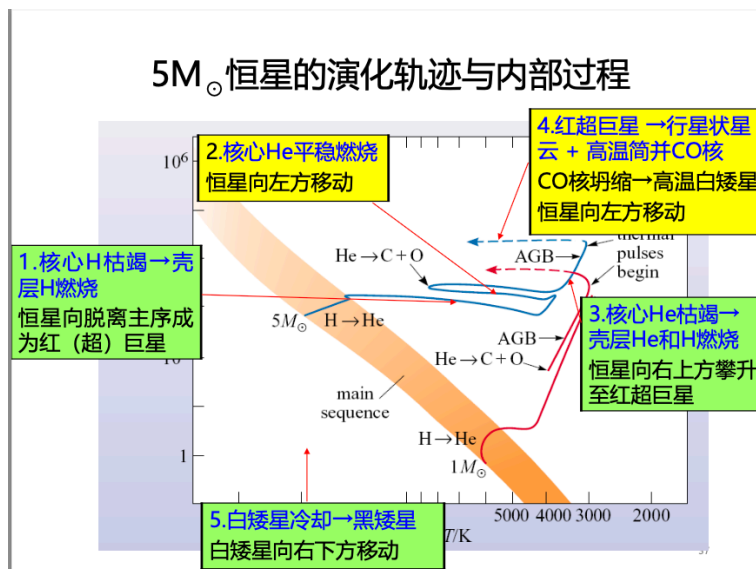 5M⊙恒星的演化轨迹与内部过程
4.红超巨星 →行星状星
云 + 高温简并CO核
CO核坍缩→高温白矮星
恒星向左方移动
2.核心He平稳燃烧
恒星向左方移动
10⁶
thermal
pulses
begin
AGB
He→C+O
1.核心H枯竭→壳
层H燃烧
恒星向脱离主序成
为红（超）巨星
5M⊙
H→He
3.核心He枯竭→
壳层He和H燃烧
恒星向右上方攀升
至红超巨星
AGB
He→C+O
main
sequence
H→He
1
1M⊙
5.白矮星冷却→黑矮星
白矮星向右下方移动
5000 4000 3000 2000
T/K
37